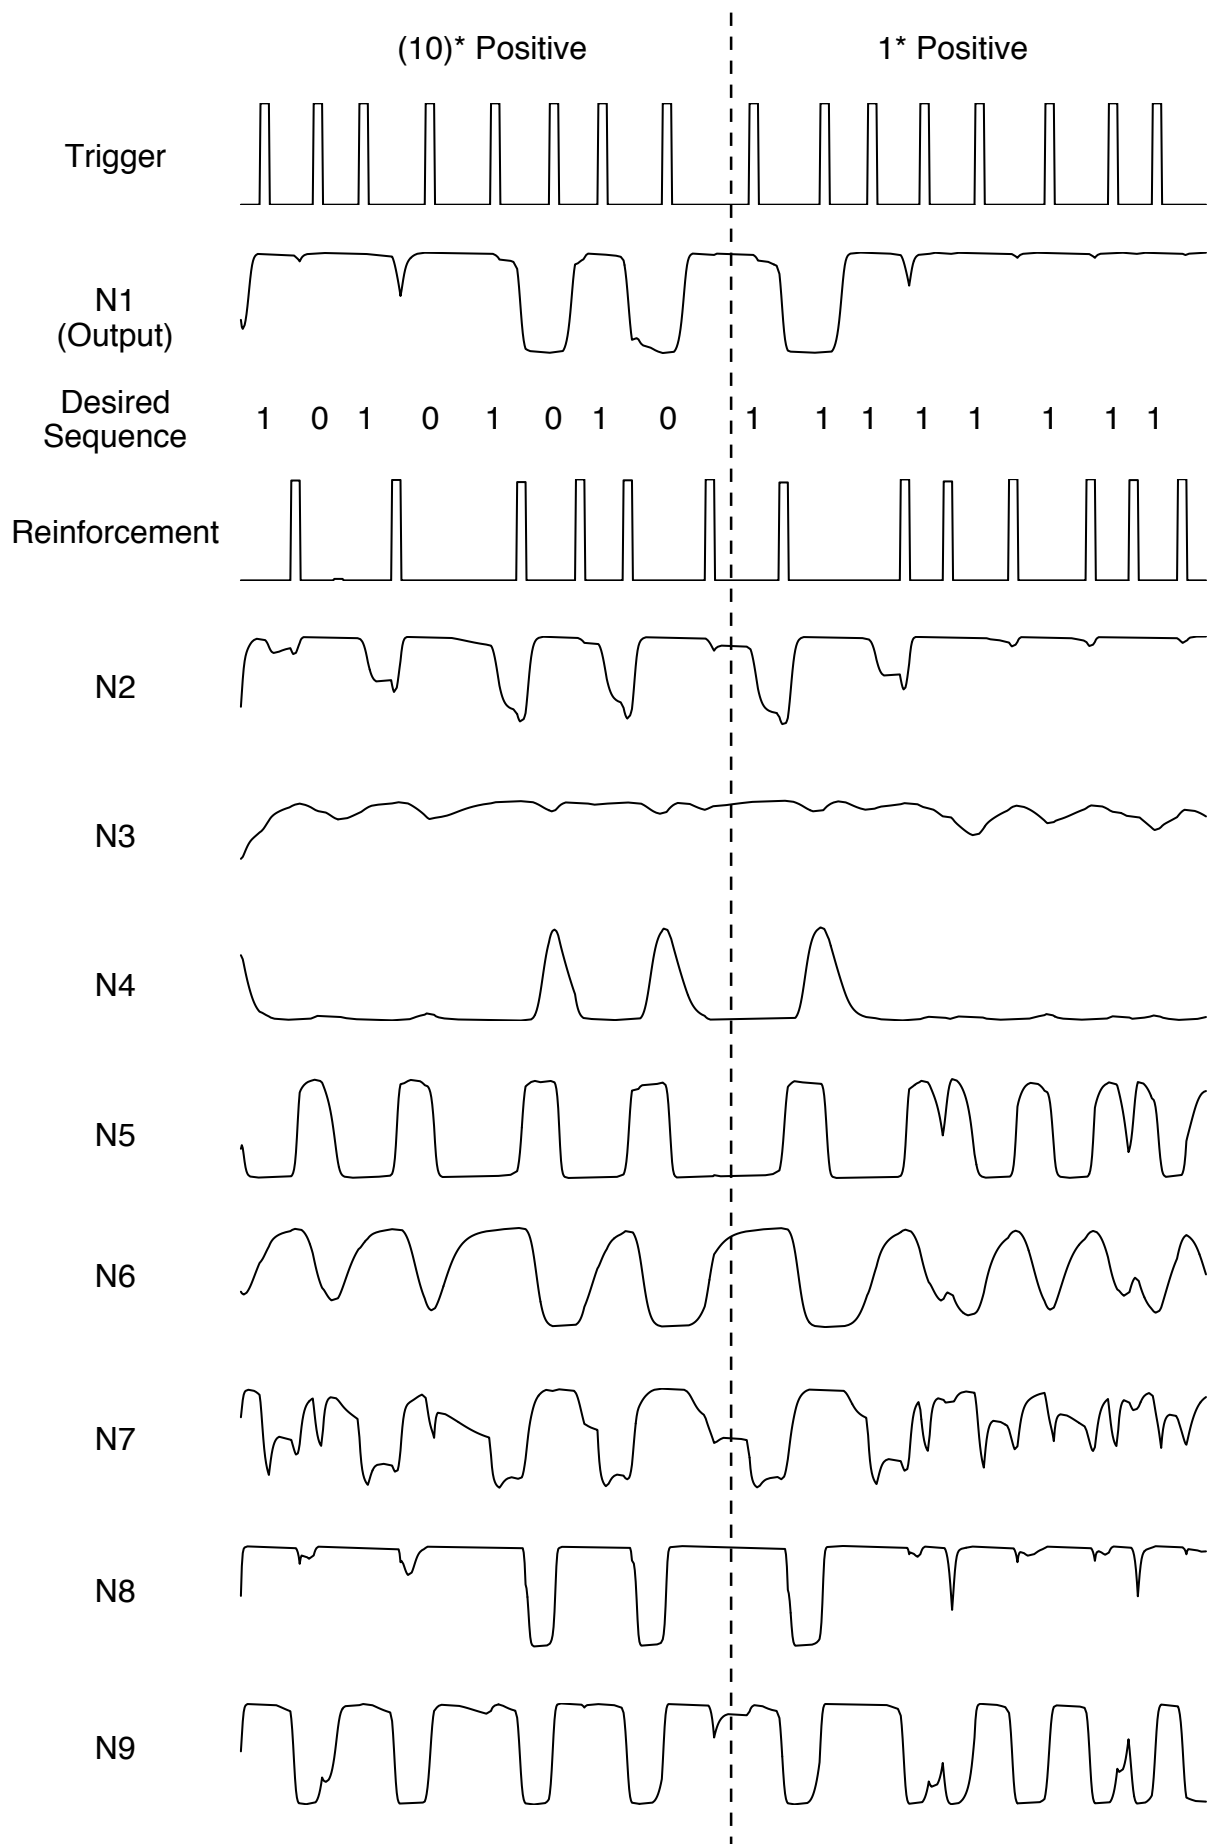 (10)* Positive 1* Positive
Trigger
N1
(Output)
Desired
Sequence
1 0 1 0 1 0 1 0 1 1 1 1 1 1 1 1
Reinforcement
N2
N3
N4
N5
N6
N7
N8
N9